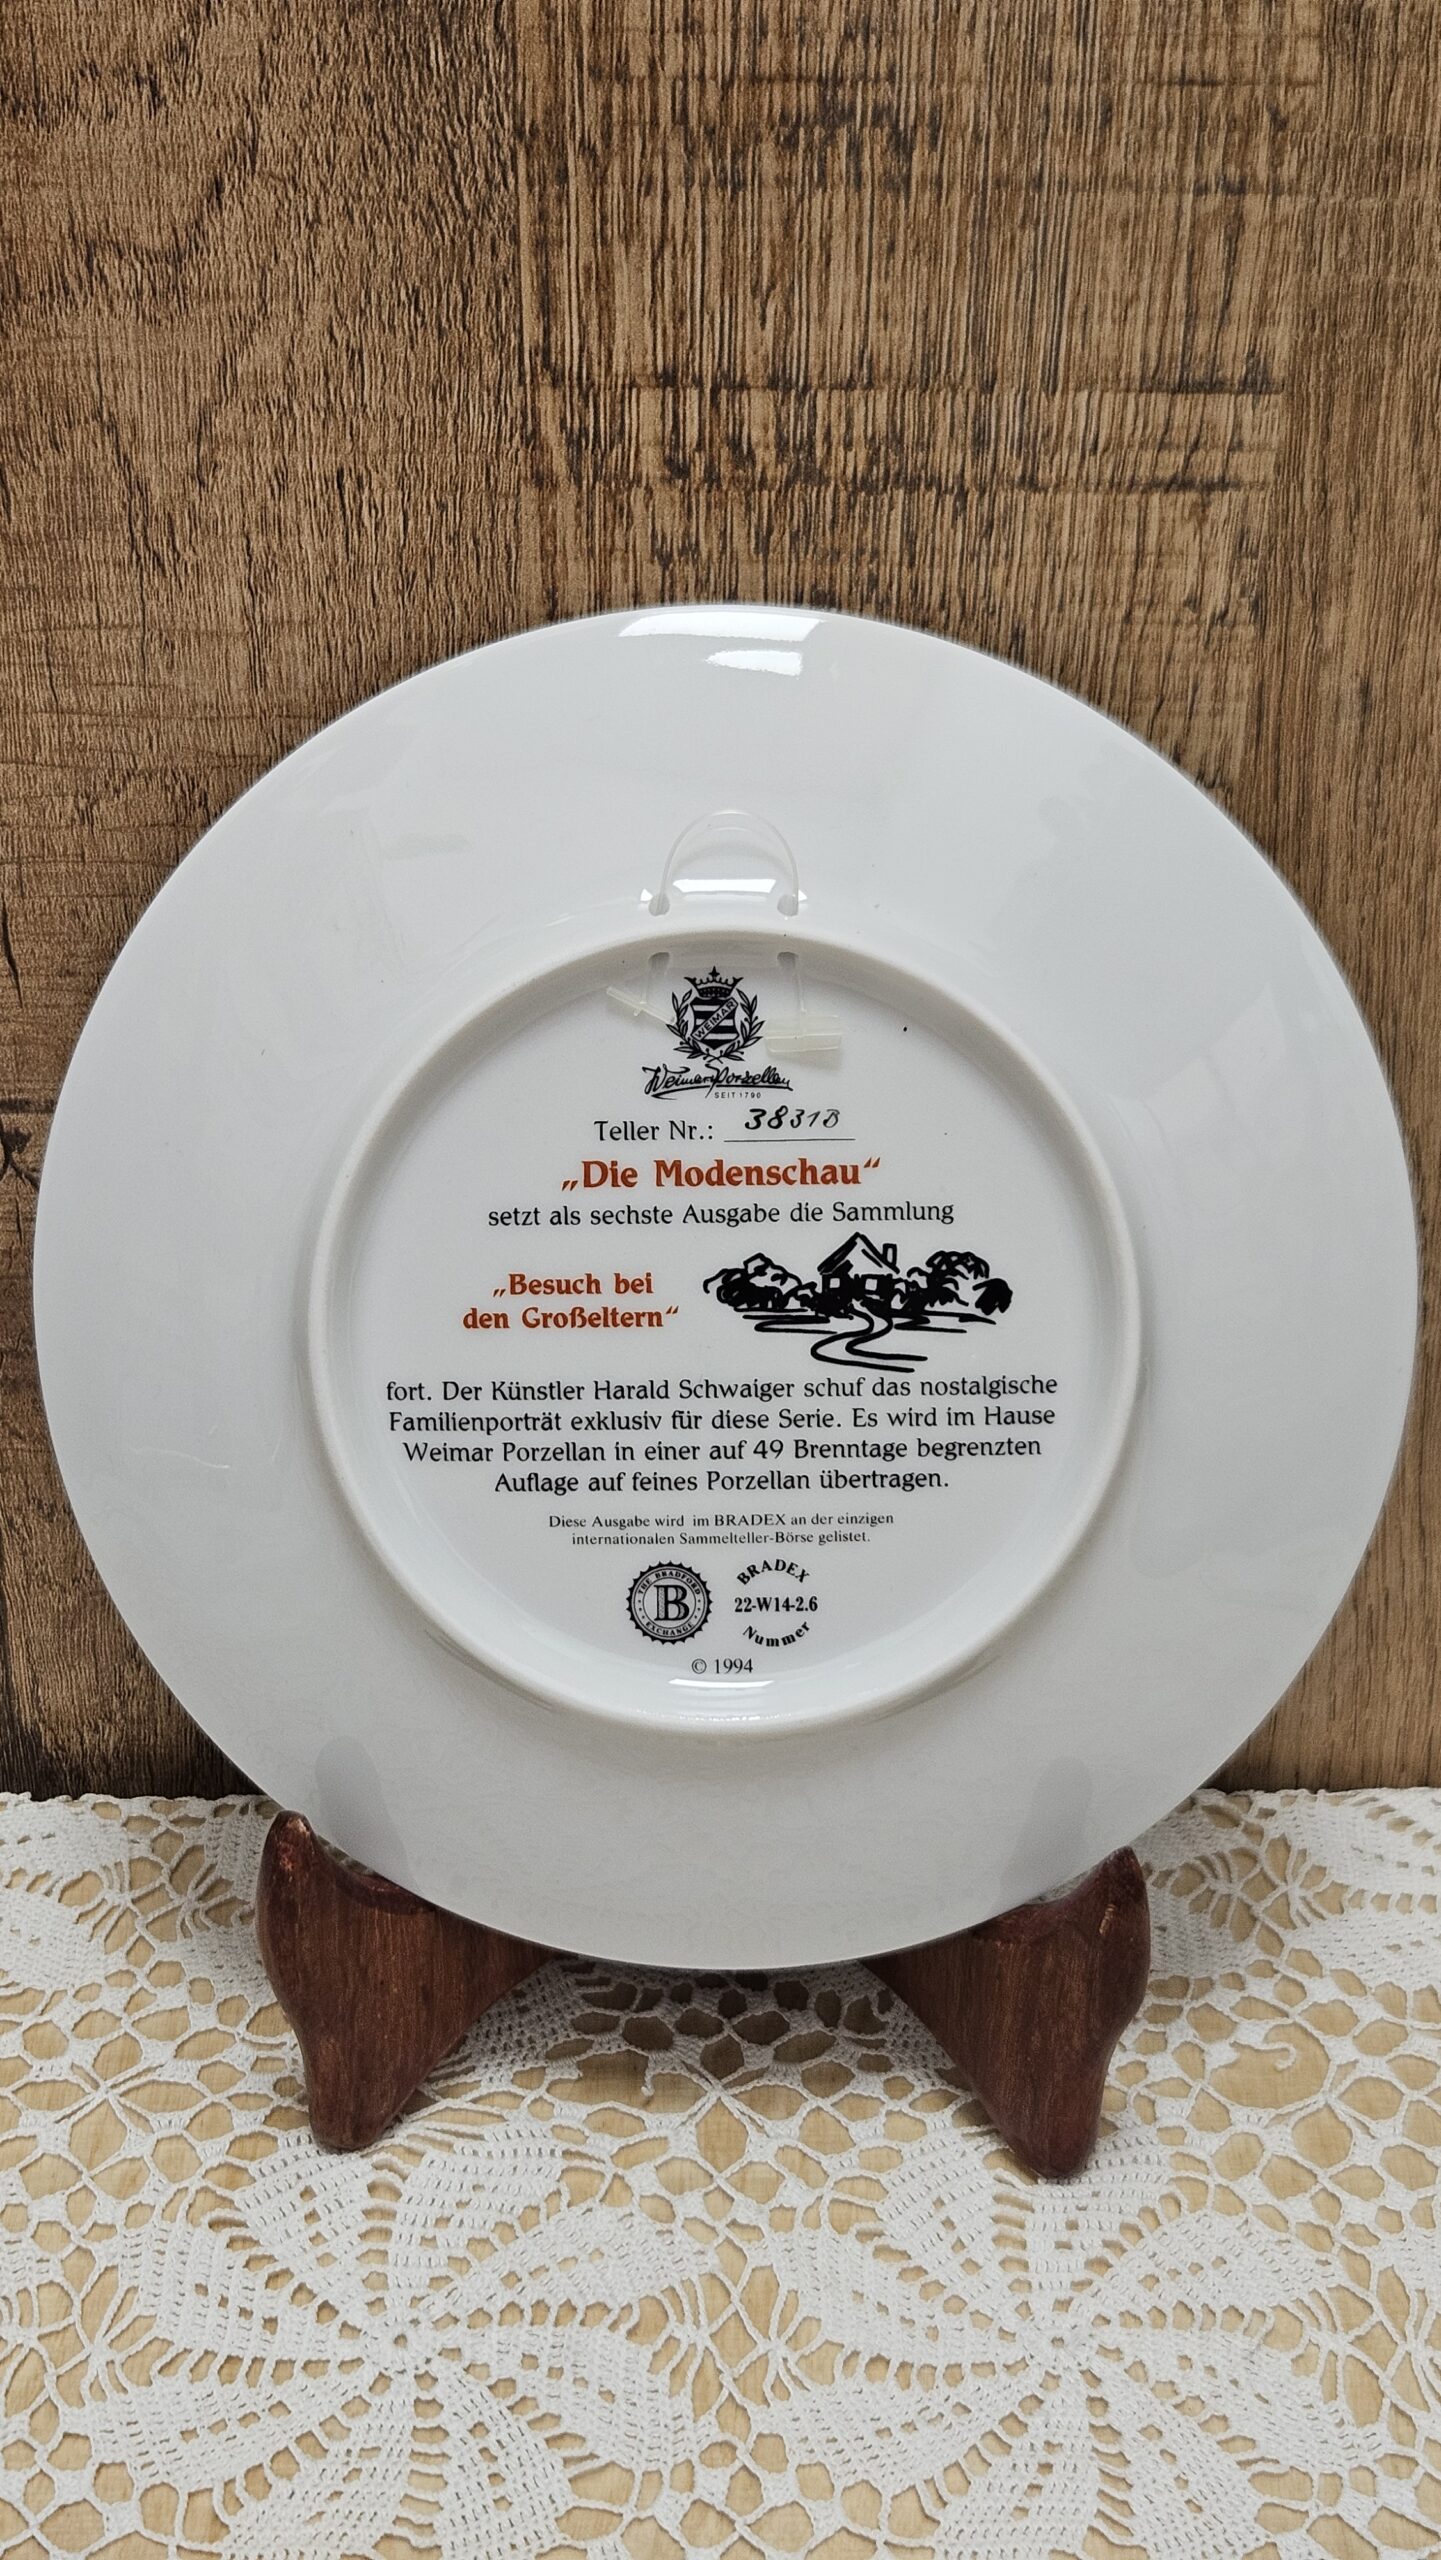 WEIMAR
Weimar Porzellan
SEIT 1790
Teller Nr.: 3831B
„Die Modenschau“
setzt als sechste Ausgabe die Sammlung
„Besuch bei
den Großeltern“
fort. Der Künstler Harald Schwaiger schuf das nostalgische
Familienporträt exklusiv für diese Serie. Es wird im Hause
Weimar Porzellan in einer auf 49 Brenntage begrenzten
Auflage auf feines Porzellan übertragen.
Diese Ausgabe wird im BRADEX an der einzigen
internationalen Sammelteller-Börse gelistet.
THE BRADFORD
B
EXCHANGE
BRADEX
22-W14-2.6
Nummer
© 1994